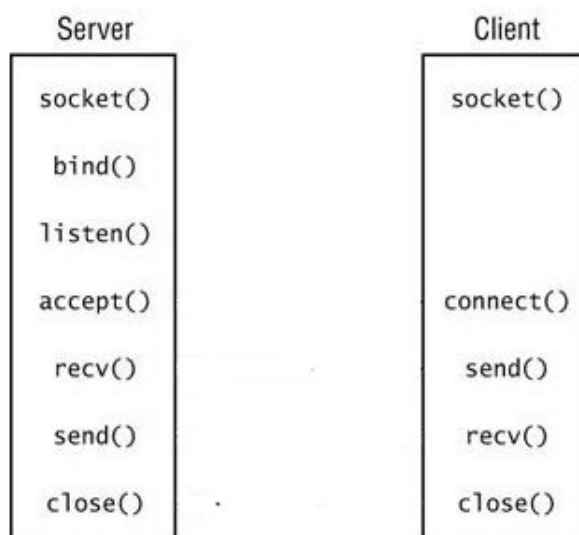 Server Client
socket() socket()
bind()
listen()
accept() connect()
recv() send()
send() recv()
close() close()